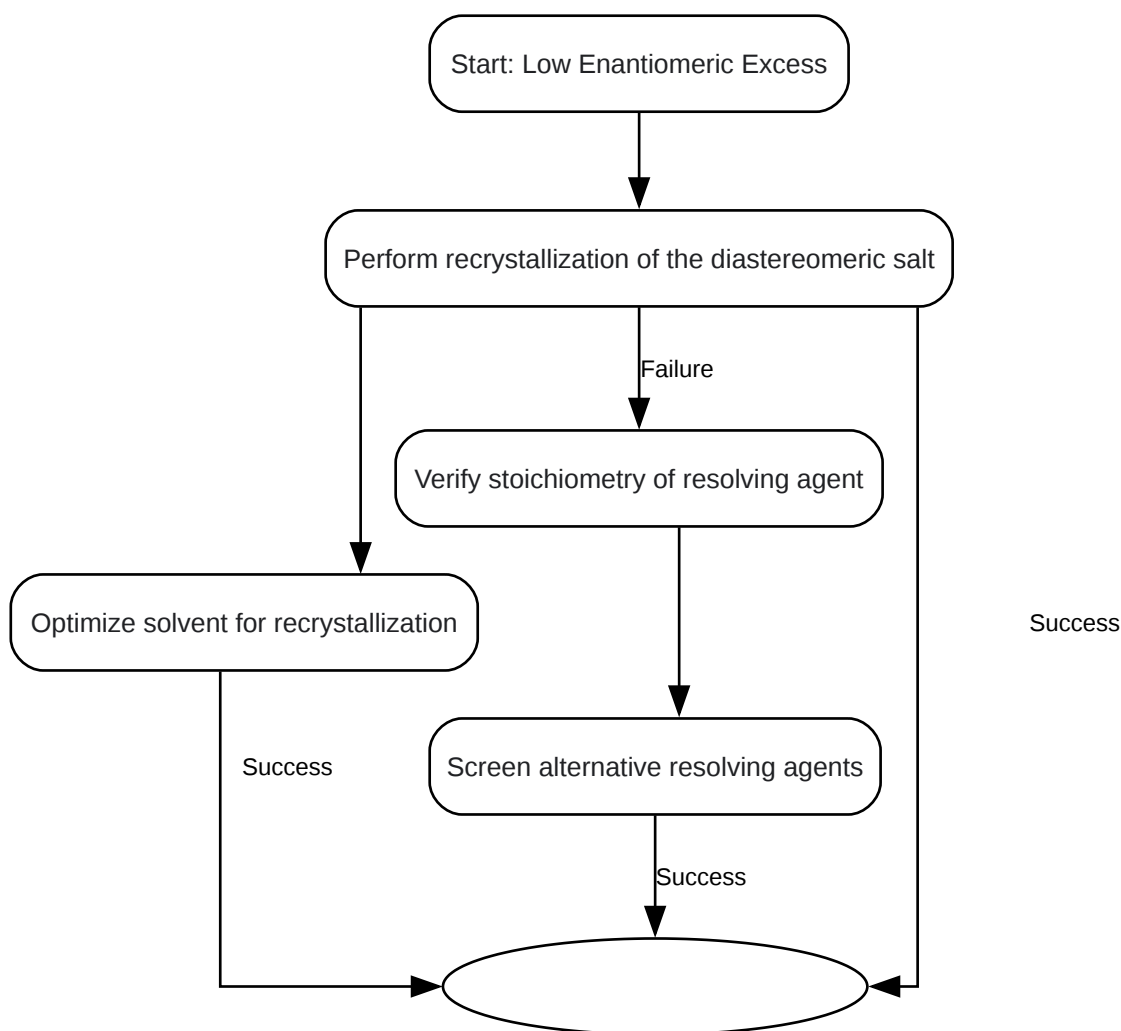 Start: Low Enantiomeric Excess
Perform recrystallization of the diastereomeric salt
Failure
Verify stoichiometry of resolving agent
Optimize solvent for recrystallization
Success
Success
Screen alternative resolving agents
Success